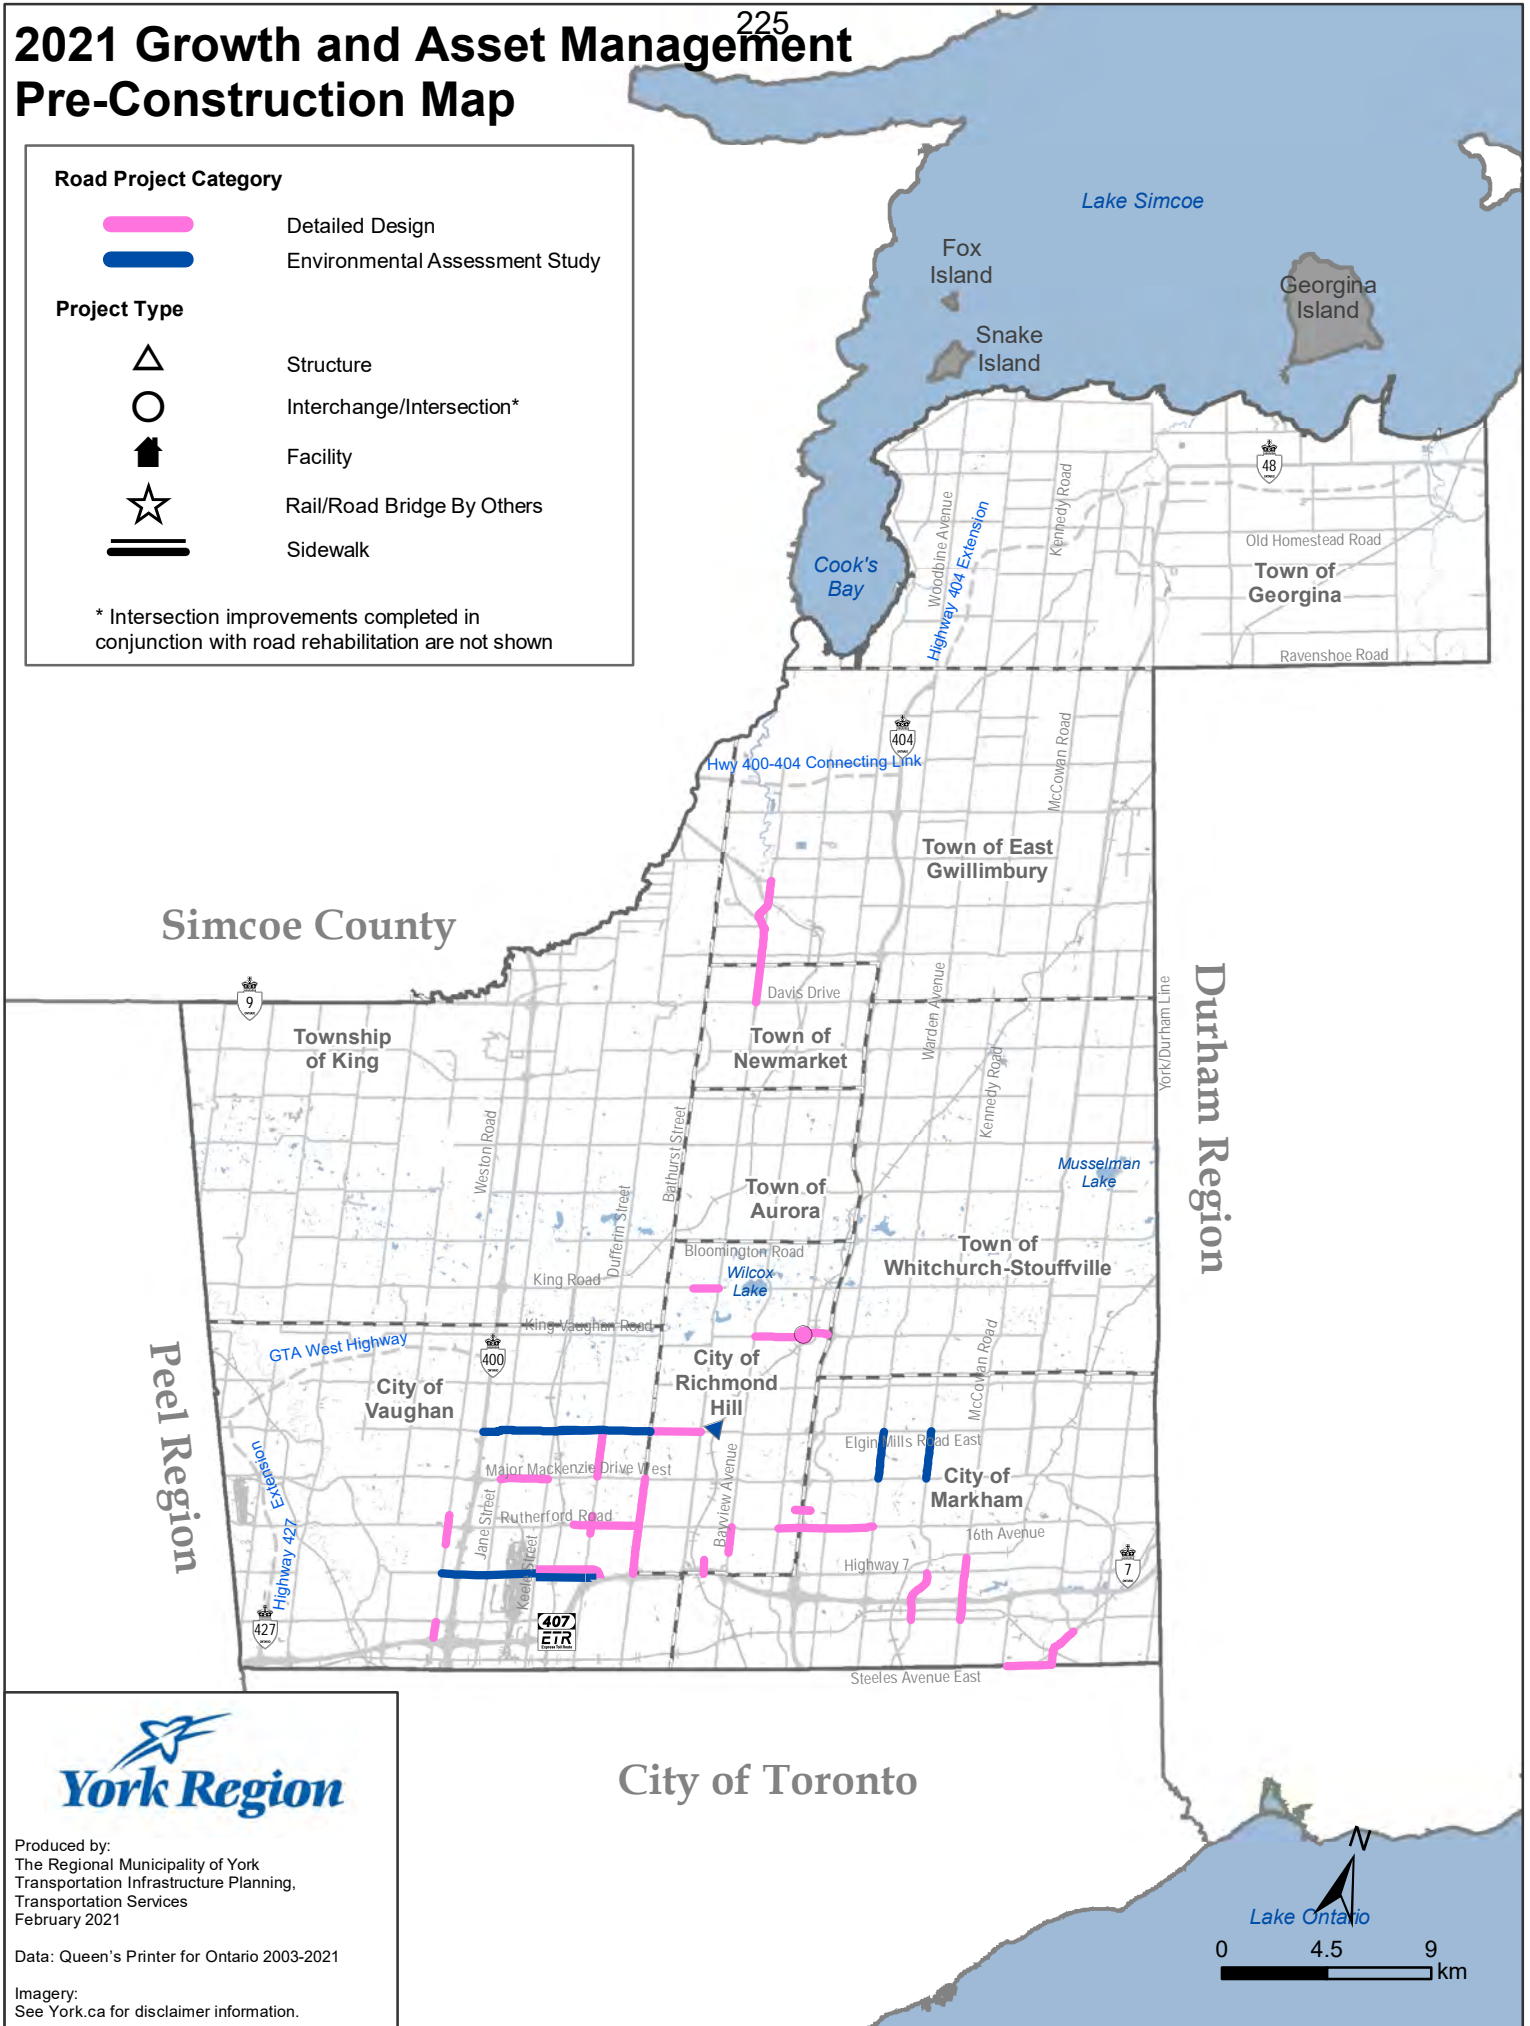 225
2021 Growth and Asset Management
Pre-Construction Map
Road Project Category
Detailed Design
Environmental Assessment Study
Project Type
Structure
Interchange/Intersection*
Facility
Rail/Road Bridge By Others
Sidewalk
* Intersection improvements completed in
conjunction with road rehabilitation are not shown
Lake Simcoe
Fox
Island
Georgina
Island
Snake
Island
48
Woodbine Avenue
Highway 404 Extension
Kennedy Road
Old Homestead Road
Cook's
Bay
Town of
Georgina
Ravenshoe Road
404
McCowan Road
Hwy 400-404 Connecting Link
Town of East
Gwillimbury
Simcoe County
Durham Region
9
Davis Drive
Warden Avenue
York/Durham Line
Township
of King
Town of
Newmarket
Kennedy Road
Weston Road
Bathurst Street
Dufferin Street
Musselman
Lake
Town of
Aurora
Bloomington Road
Town of
Whitchurch-Stouffville
King Road
Wilcox
Lake
King-Vaughan Road
GTA West Highway
400
McCowan Road
Peel Region
City of
Richmond
Hill
City of
Vaughan
Elgin Mills Road East
Extension
Major Mackenzie Drive West
Bayview Avenue
City of
Markham
Jane Street
Rutherford Road
16th Avenue
Highway 427
Keele Street
Highway 7
7
427
407
ETR
Express Toll Route
Steeles Avenue East
York Region
City of Toronto
Produced by:
The Regional Municipality of York
Transportation Infrastructure Planning,
Transportation Services
February 2021
Data: Queen's Printer for Ontario 2003-2021
Imagery:
See York.ca for disclaimer information.
N
Lake Ontario
0 4.5 9
km